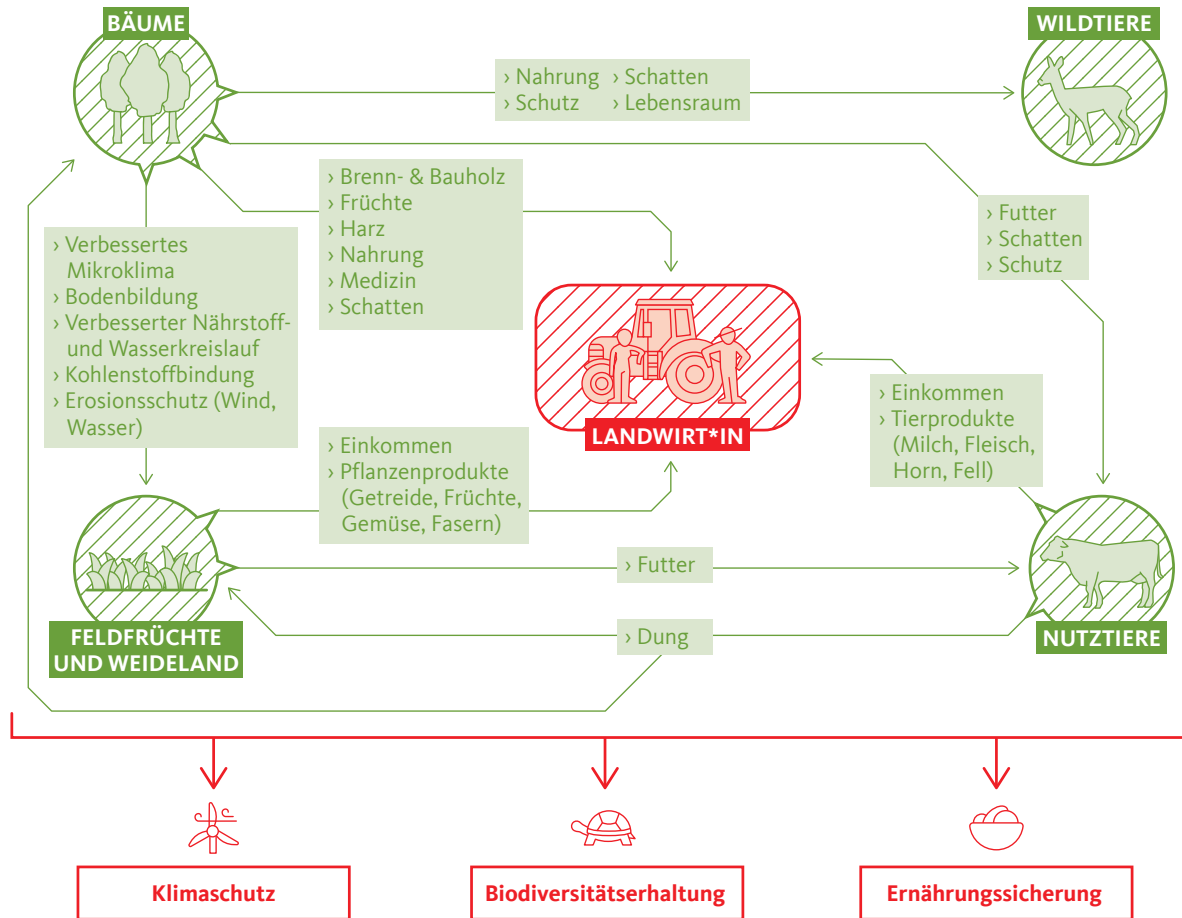 BÄUME
WILDTIERE
› Nahrung › Schatten
› Schutz › Lebensraum
› Brenn- & Bauholz
› Früchte
› Harz
› Nahrung
› Medizin
› Schatten
› Futter
› Schatten
› Schutz
› Verbessertes
Mikroklima
› Bodenbildung
› Verbesserter Nährstoff-
und Wasserkreislauf
› Kohlenstoffbindung
› Erosionsschutz (Wind,
Wasser)
LANDWIRT*IN
› Einkommen
› Tierprodukte
(Milch, Fleisch,
Horn, Fell)
› Einkommen
› Pflanzenprodukte
(Getreide, Früchte,
Gemüse, Fasern)
› Futter
› Dung
FELDFRÜCHTE
UND WEIDELAND
NUTZTIERE
Klimaschutz
Biodiversitätserhaltung
Ernährungssicherung